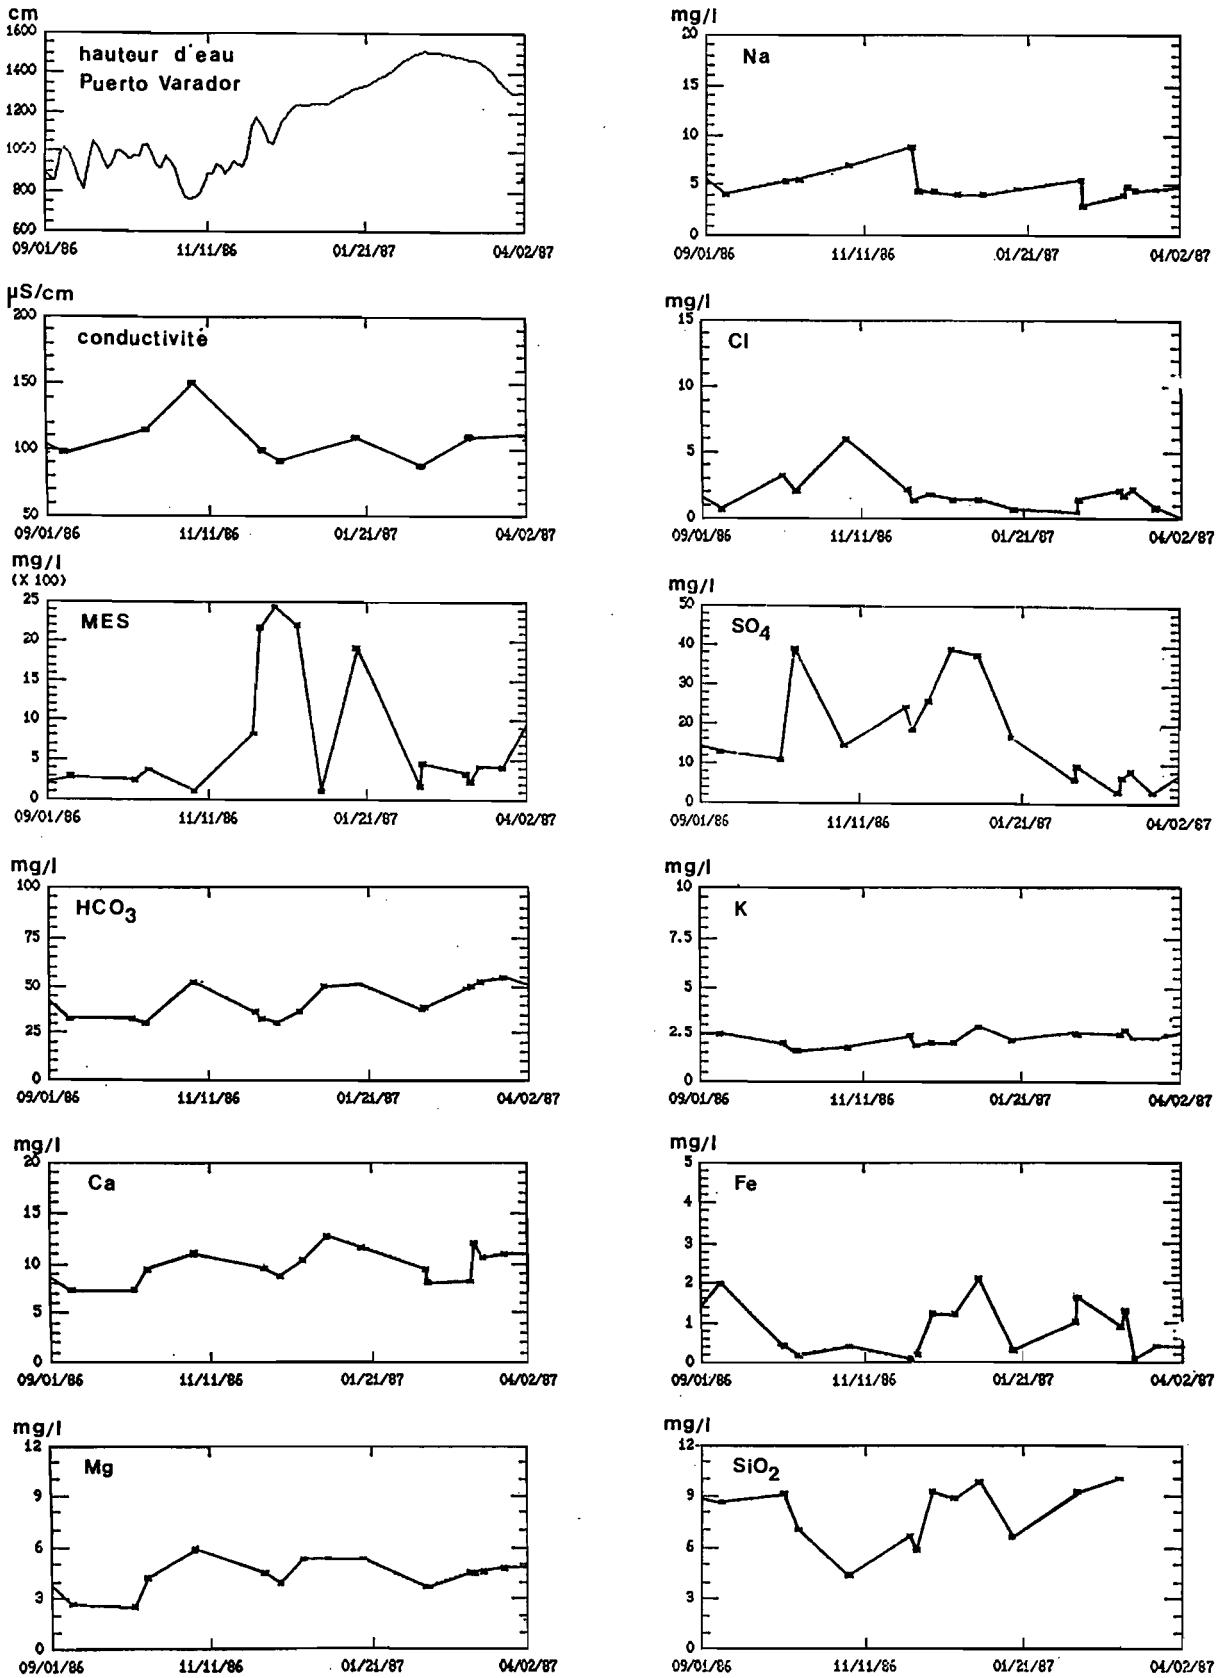 cm
1600
hauteur d'eau
Puerto Varador
1400
1200
1000
800
600
09/01/86 11/11/86 01/21/87 04/02/87
mg/l
20
Na
15
10
5
0
09/01/86 11/11/86 01/21/87 04/02/87
µS/cm
200
conductivité
150
100
50
09/01/86 11/11/86 01/21/87 04/02/87
mg/l
15
Cl
10
5
0
09/01/86 11/11/86 01/21/87 04/02/87
mg/l
(X 100)
25
MES
20
15
10
5
0
09/01/86 11/11/86 01/21/87 04/02/87
mg/l
50
SO4
40
30
20
10
0
09/01/86 11/11/86 01/21/87 04/02/87
mg/l
100
HCO3
75
50
25
0
09/01/86 11/11/86 01/21/87 04/02/87
mg/l
10
K
7.5
5
2.5
0
09/01/86 11/11/86 01/21/87 04/02/87
mg/l
20
Ca
15
10
5
0
09/01/86 11/11/86 01/21/87 04/02/87
mg/l
5
Fe
4
3
2
1
0
09/01/86 11/11/86 01/21/87 04/02/87
mg/l
12
Mg
9
6
3
0
09/01/86 11/11/86 01/21/87 04/02/87
mg/l
12
SiO2
9
6
3
0
09/01/86 11/11/86 01/21/87 04/02/87